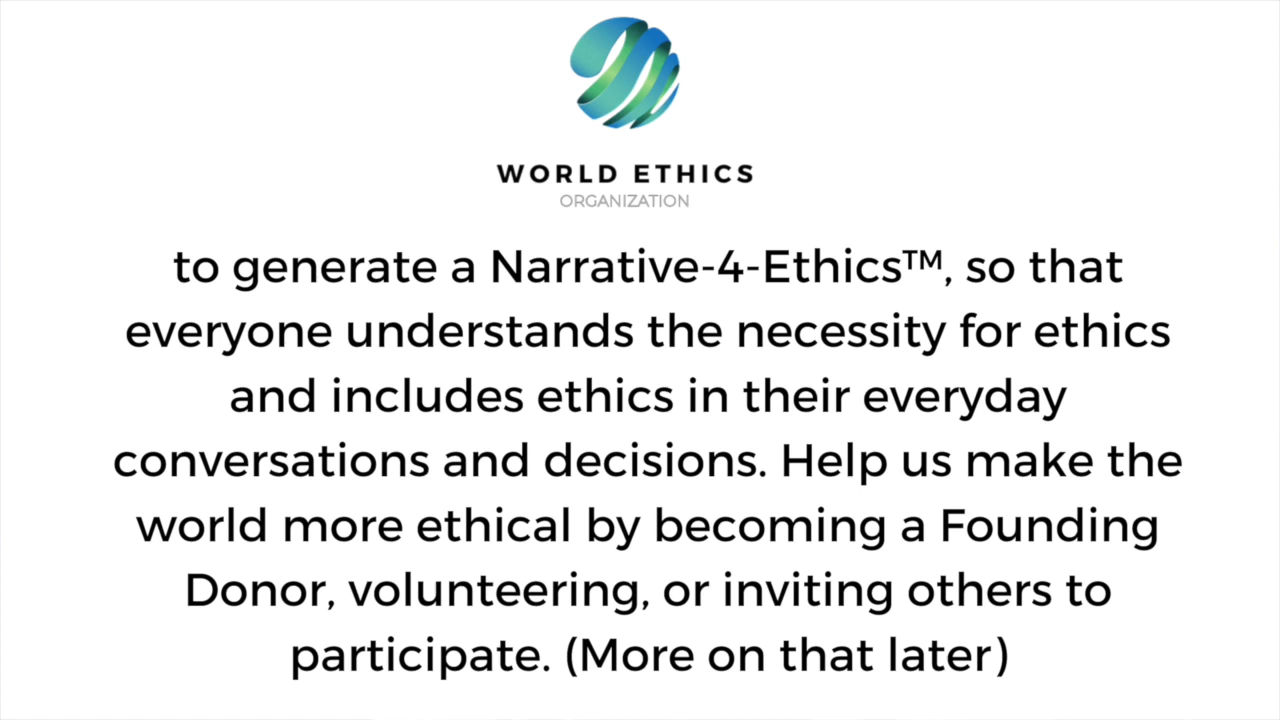 WORLD ETHICS
ORGANIZATION
to generate a Narrative-4-Ethics™, so that
everyone understands the necessity for ethics
and includes ethics in their everyday
conversations and decisions. Help us make the
world more ethical by becoming a Founding
Donor, volunteering, or inviting others to
participate. (More on that later)